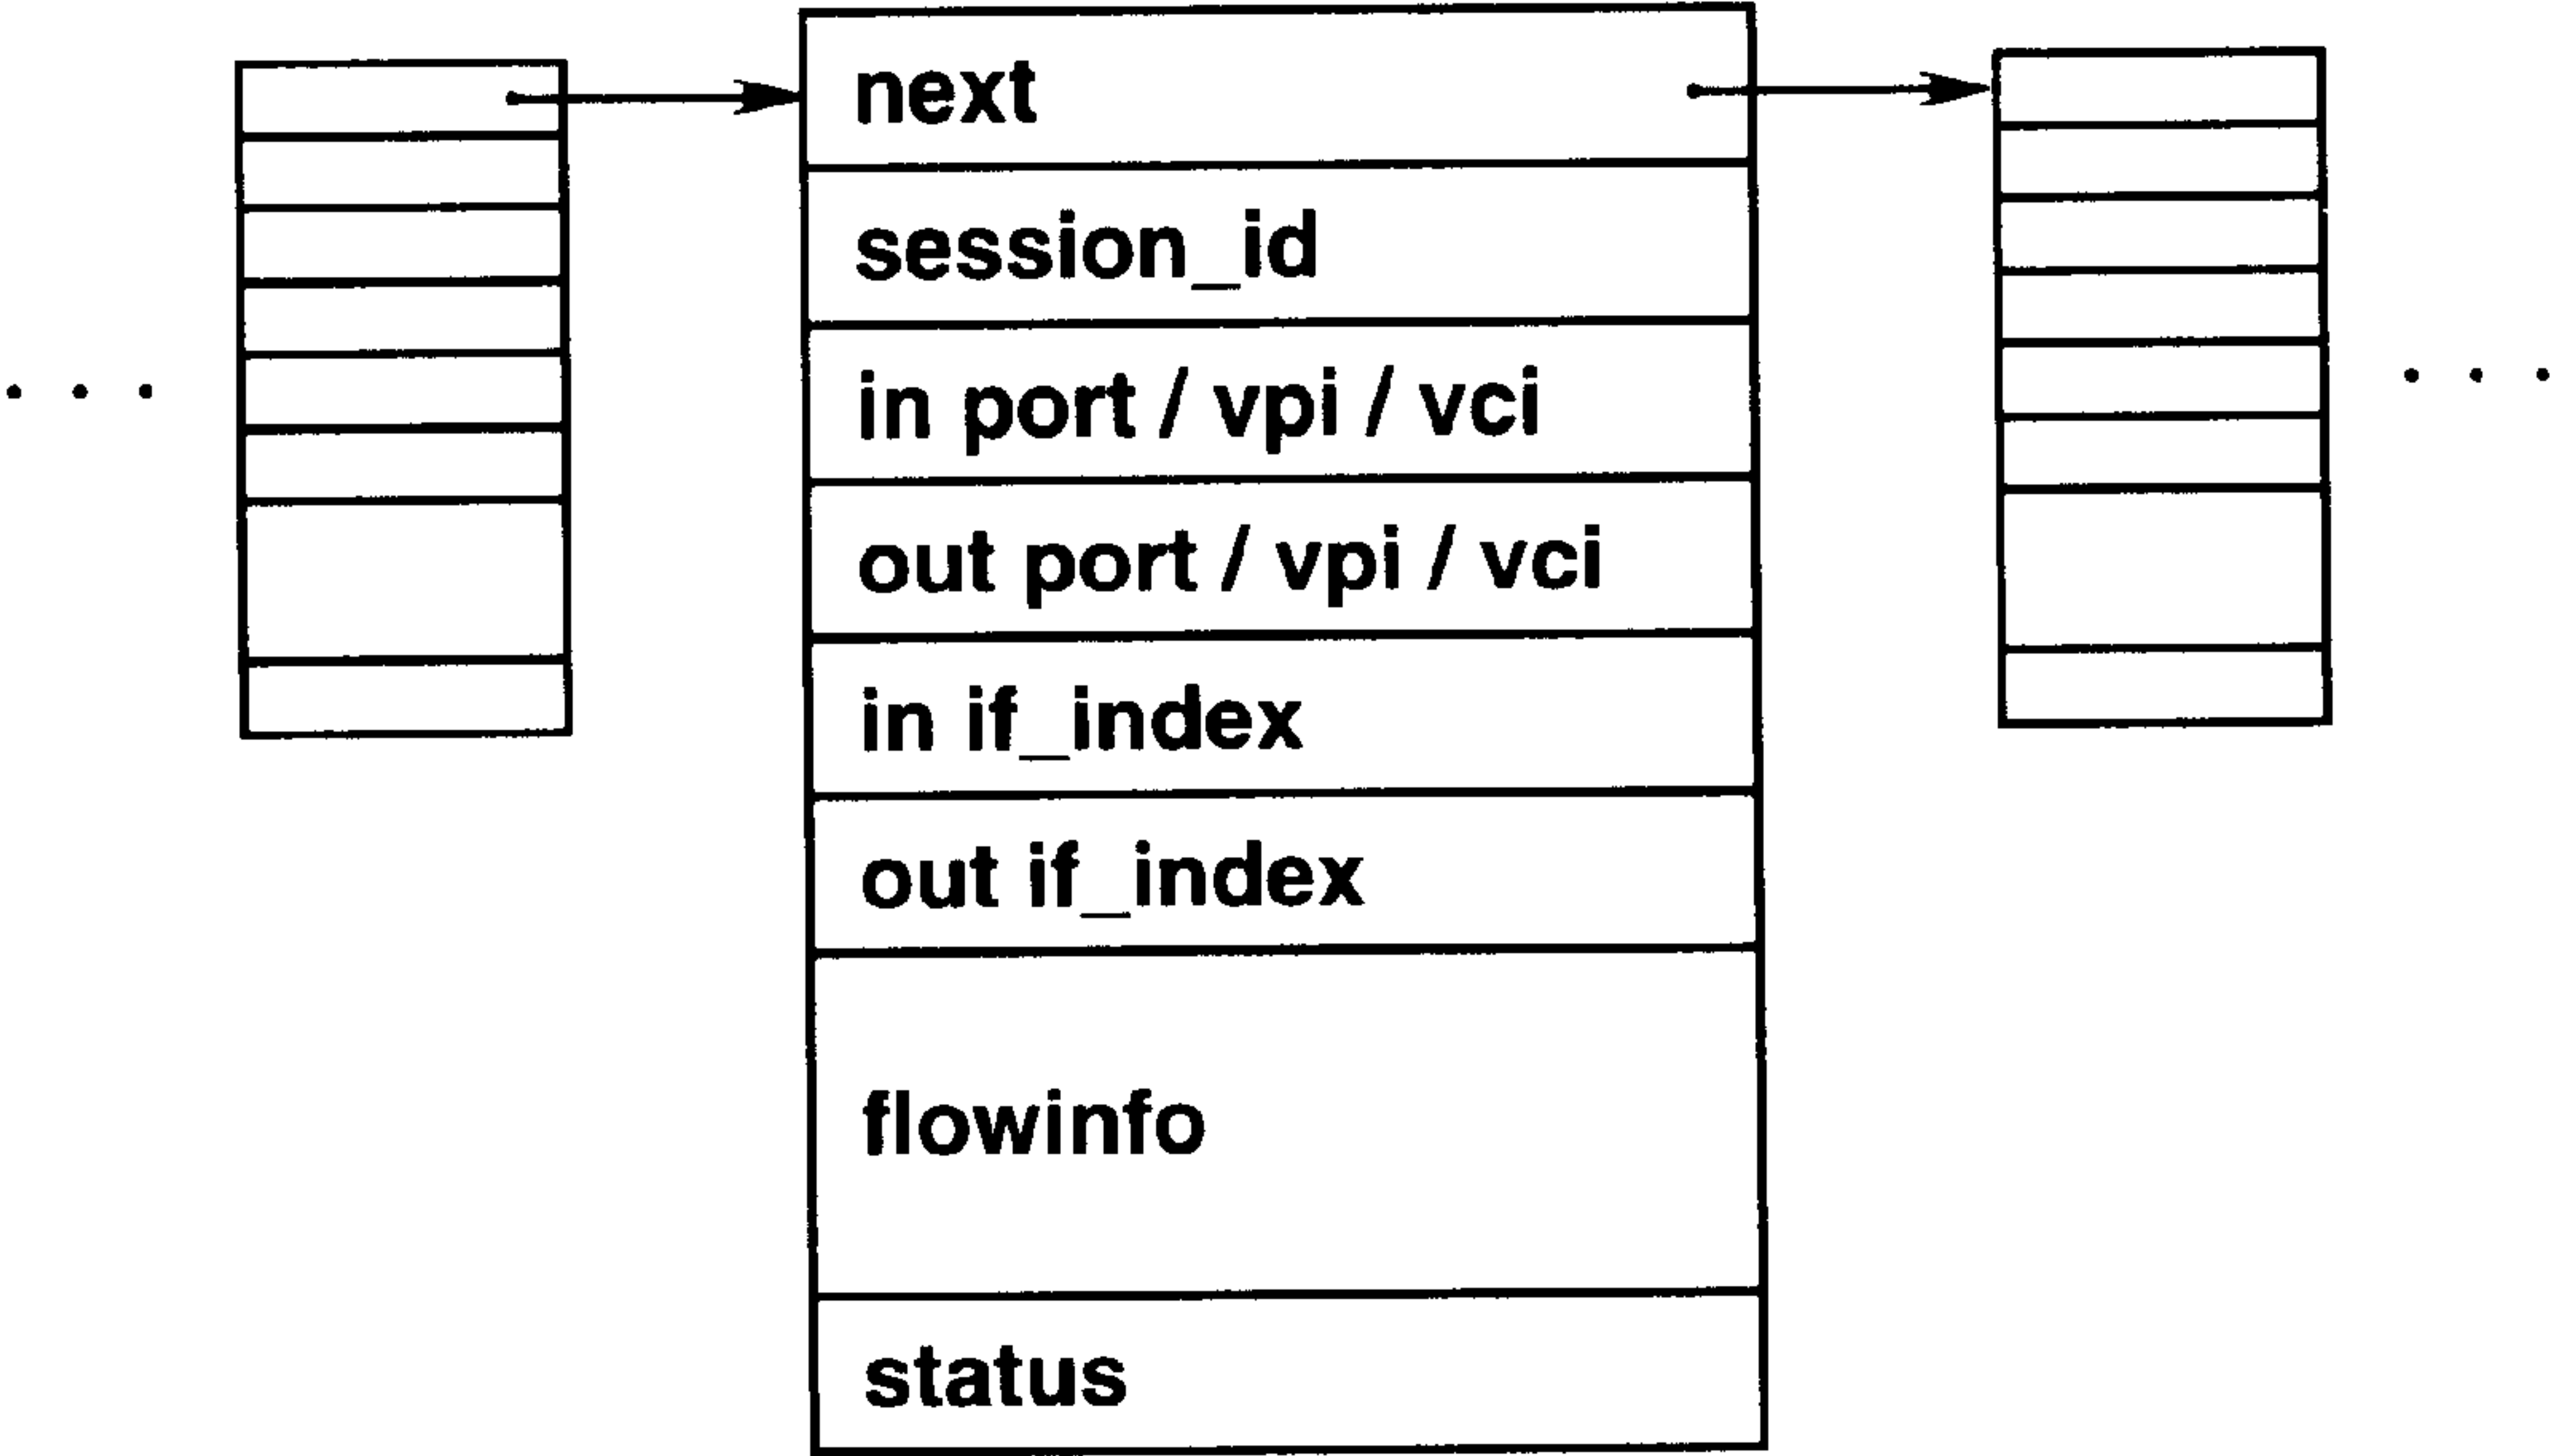 next
session_id
in port / vpi / vci
out port / vpi / vci
in if_index
out if_index
flowinfo
status